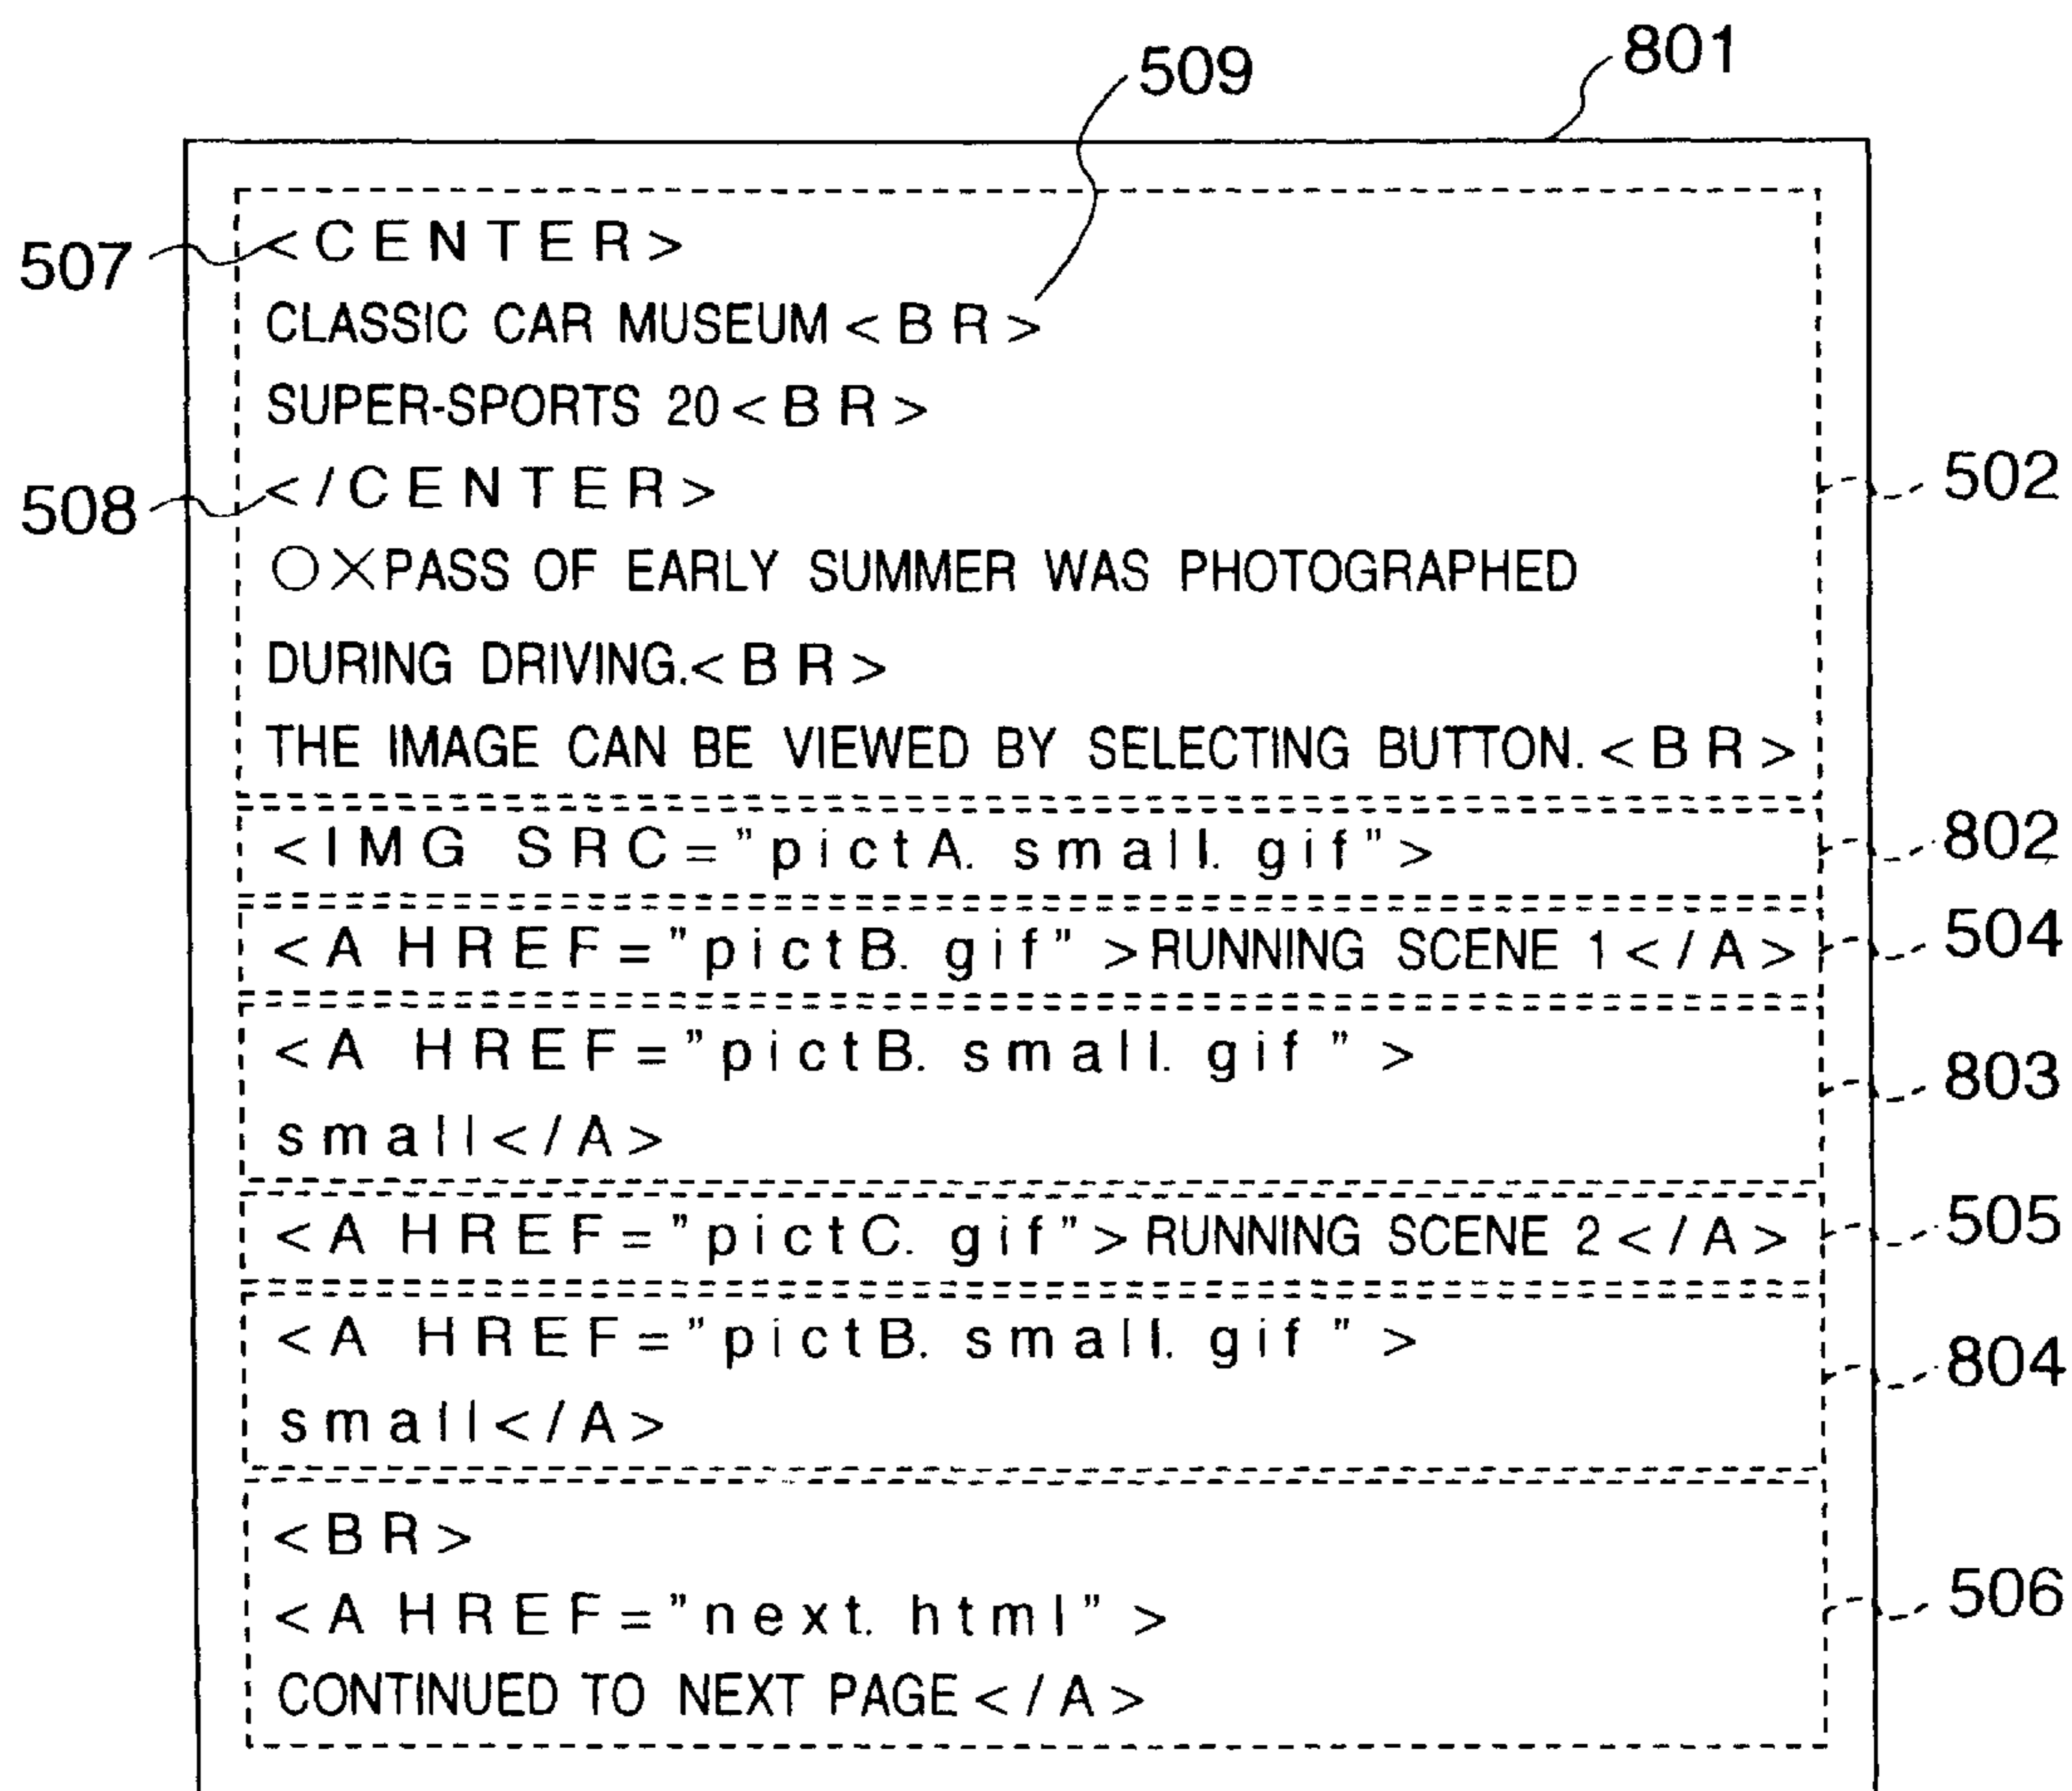 801
509
507
<CENTER>
CLASSIC CAR MUSEUM<BR>
SUPER-SPORTS 20<BR>
502
508
</CENTER>
○×PASS OF EARLY SUMMER WAS PHOTOGRAPHED
DURING DRIVING.<BR>
THE IMAGE CAN BE VIEWED BY SELECTING BUTTON.<BR>
<IMG SRC="pictA.small.gif">
802
<A HREF="pictB.gif">RUNNING SCENE 1</A>
504
<A HREF="pictB.small.gif">
803
small</A>
<A HREF="pictC.gif">RUNNING SCENE 2</A>
505
<A HREF="pictB.small.gif">
804
small</A>
<BR>
<A HREF="next.html">
506
CONTINUED TO NEXT PAGE</A>